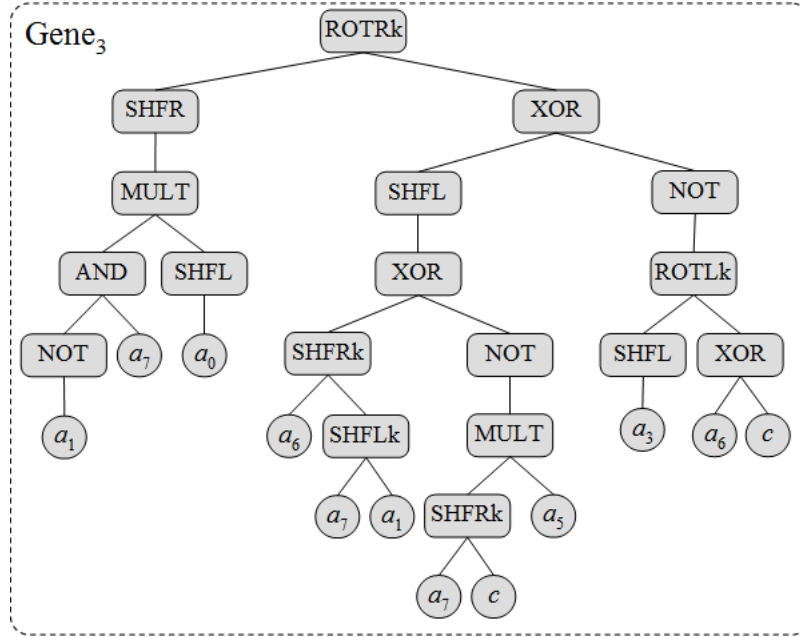 Gene₃
ROTRk
SHFR XOR
MULT SHFL NOT
AND SHFL XOR ROTLk
NOT a₇ a₀ SHFRk NOT SHFL XOR
a₁ a₆ SHFLk MULT a₃ a₆ c
a₇ a₁ SHFRk a₅
a₇ c